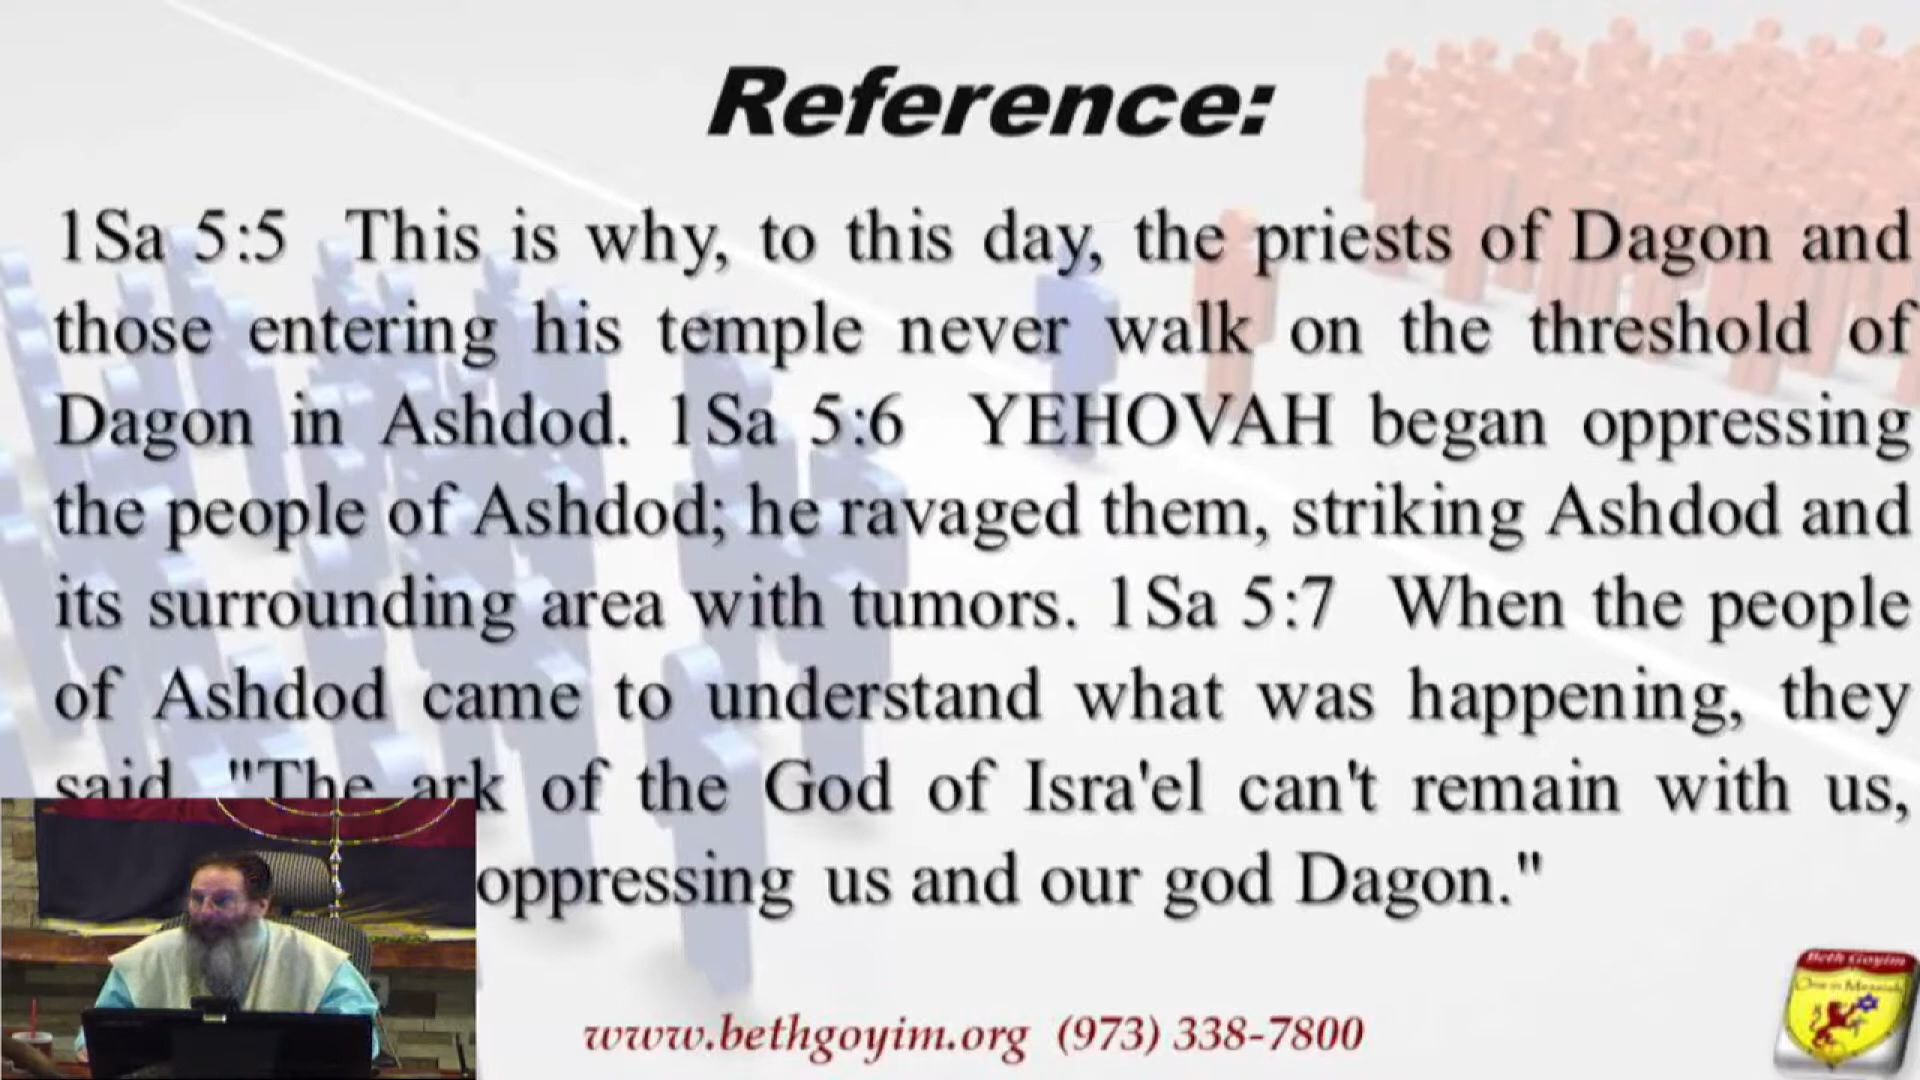 Reference:
1Sa 5:5 This is why, to this day, the priests of Dagon and
those entering his temple never walk on the threshold of
Dagon in Ashdod. 1Sa 5:6 YEHOVAH began oppressing
the people of Ashdod; he ravaged them, striking Ashdod and
its surrounding area with tumors. 1Sa 5:7 When the people
of Ashdod came to understand what was happening, they
said, "The ark of the God of Isra'el can't remain with us,
oppressing us and our god Dagon."
www.bethgoyim.org (973) 338-7800
Beth Goyim
One in Messiah